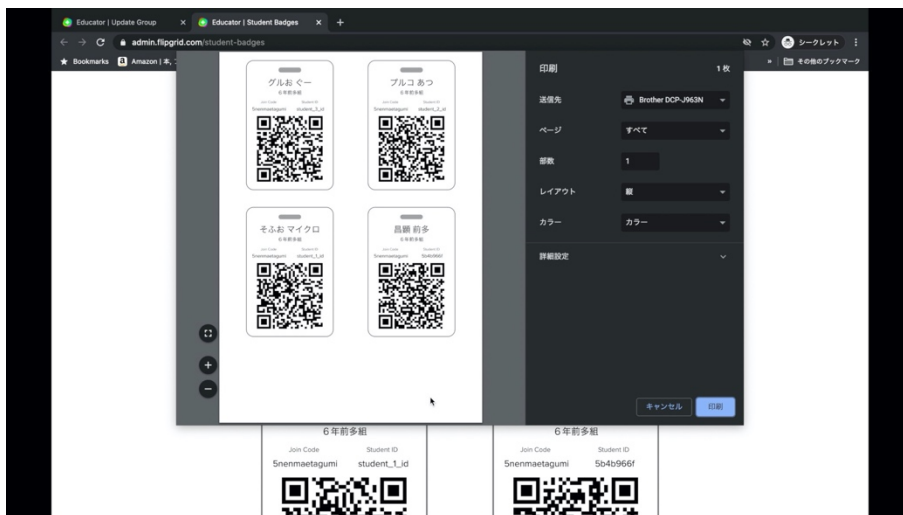 Educator | Update Group
Educator | Student Badges
admin.flipgrid.com/student-badges
シークレット
Bookmarks
Amazon | 本,
その他のブックマーク
グルお ぐー
6年前多組
Join Code Student ID
5nenmaetagumi student_3_id
プルコ あつ
6年前多組
Join Code Student ID
5nenmaetagumi student_2_id
そふお マイクロ
6年前多組
Join Code Student ID
5nenmaetagumi student_1_id
昌顕 前多
6年前多組
Join Code Student ID
5nenmaetagumi 5b4b966f
印刷 1枚
送信先 Brother DCP-J963N
ページ すべて
部数 1
レイアウト 縦
カラー カラー
詳細設定
キャンセル 印刷
6年前多組
Join Code Student ID
5nenmaetagumi student_1_id
6年前多組
Join Code Student ID
5nenmaetagumi 5b4b966f